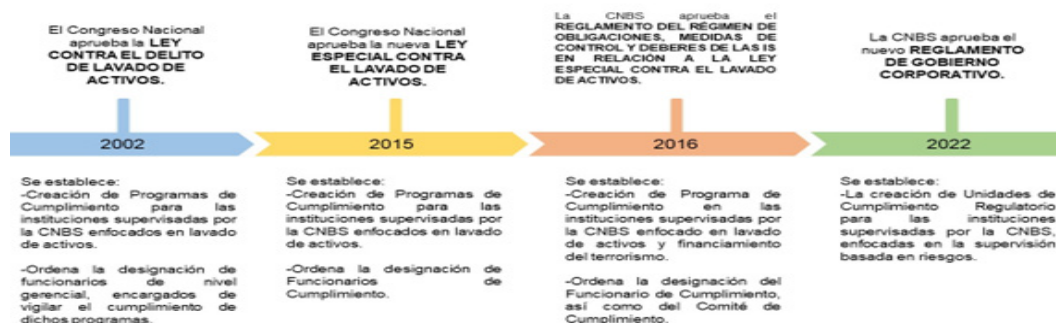 El Congreso Nacional
aprueba la LEY
CONTRA EL DELITO
DE LAVADO DE
ACTIVOS.
2002
Se establece:
-Creación de Programas de
Cumplimiento para las
instituciones supervisadas por
la CNBS enfocados en lavado
de activos.
-Ordena la designación de
funcionarios de nivel
gerencial, encargados de
vigilar el cumplimiento de
dichos programas.
El Congreso Nacional
aprueba la nueva LEY
ESPECIAL CONTRA
EL LAVADO DE
ACTIVOS.
2015
Se establece:
-Creación de Programas de
Cumplimiento para las
instituciones supervisadas por
la CNBS enfocados en lavado
de activos.
-Ordena la designación de
Funcionarios de
Cumplimiento.
La CNBS aprueba el
REGLAMENTO DEL RÉGIMEN DE
OBLIGACIONES, MEDIDAS DE
CONTROL Y DEBERES DE LAS IS
EN RELACIÓN A LA LEY
ESPECIAL CONTRA EL LAVADO
DE ACTIVOS.
2016
Se establece:
-Creación de Programa de
Cumplimiento en las
instituciones supervisadas por
la CNBS enfocado en lavado
de activos y financiamiento
del terrorismo.
-Ordena la designación del
Funcionario de Cumplimiento,
así como del Comité de
Cumplimiento.
La CNBS aprueba el
nuevo REGLAMENTO
DE GOBIERNO
CORPORATIVO.
2022
Se establece:
-La creación de Unidades de
Cumplimiento Regulatorio
para las instituciones
supervisadas por la CNBS,
enfocadas en la supervisión
basada en riesgos.